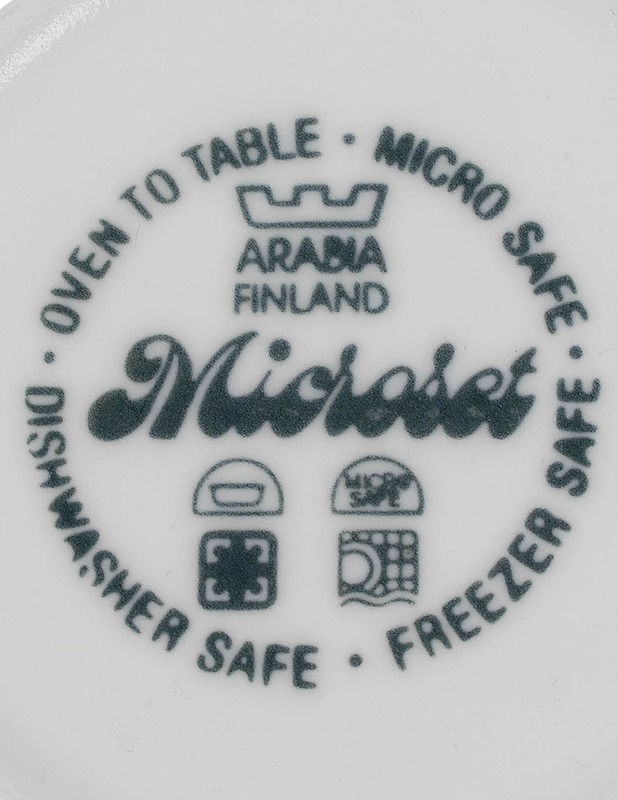 OVEN TO TABLE · MICRO SAFE · FREEZER SAFE · DISHWASHER SAFE ·
ARABIA
FINLAND
Microset
MICRO
SAFE